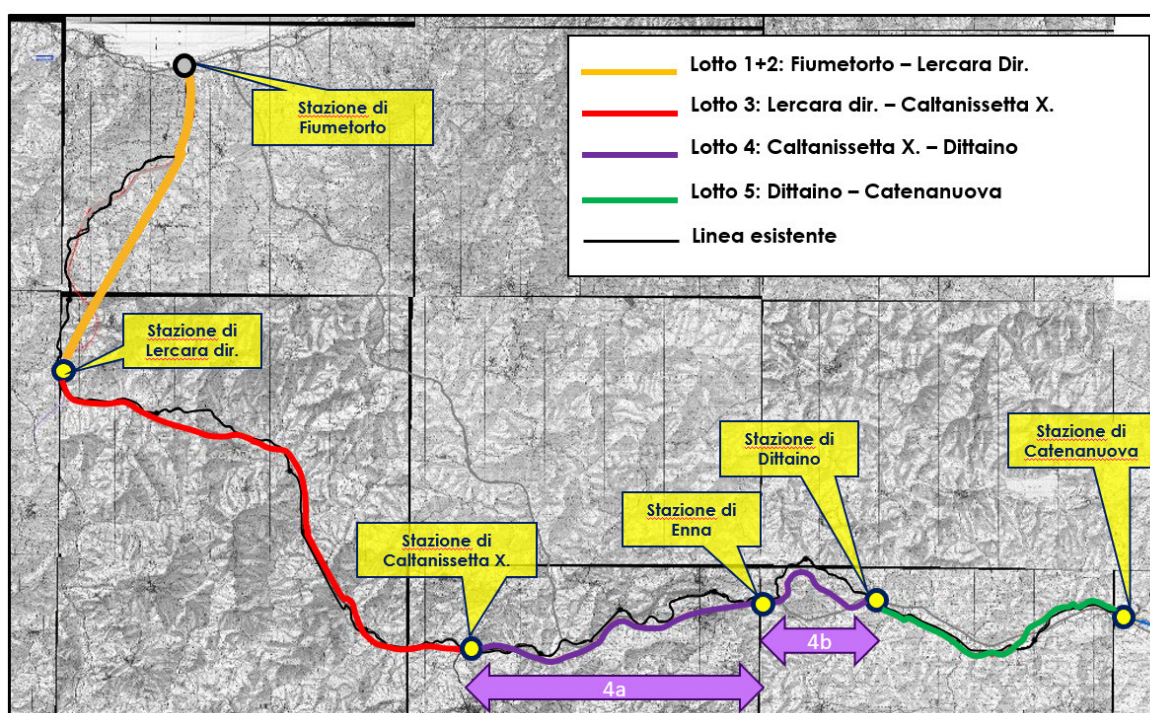 Lotto 1+2: Fiumetorto – Lercara Dir.
Lotto 3: Lercara dir. – Caltanissetta X.
Lotto 4: Caltanissetta X. – Dittaino
Lotto 5: Dittaino – Catenanuova
Linea esistente
Stazione di
Fiumetorto
Stazione di
Lercara dir.
Stazione di
Caltanissetta X.
Stazione di
Enna
Stazione di
Dittaino
Stazione di
Catenanuova
4a
4b